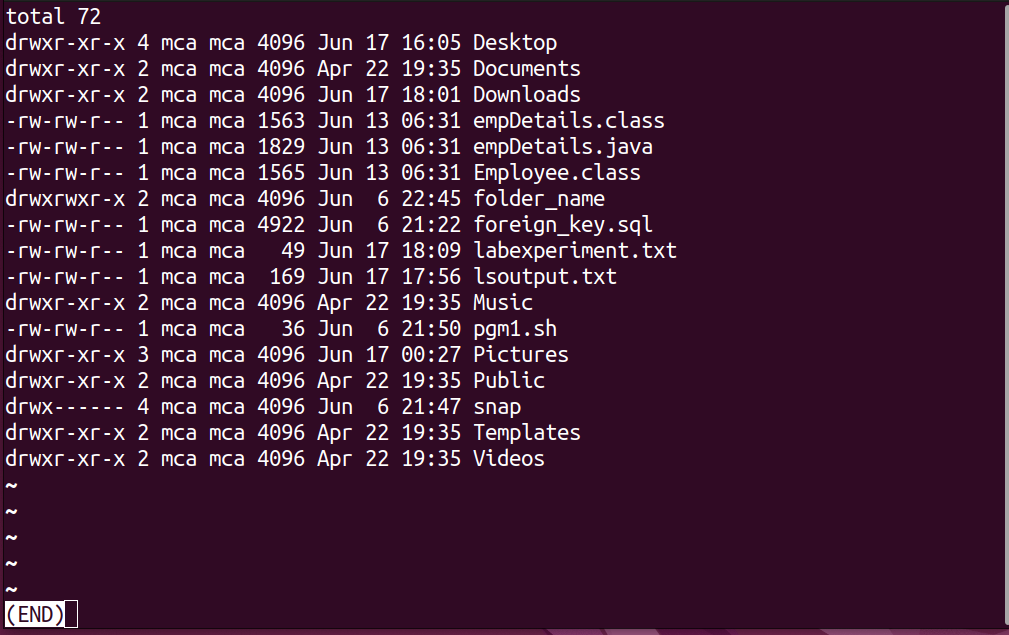 total 72
drwxr-xr-x 4 mca mca 4096 Jun 17 16:05 Desktop
drwxr-xr-x 2 mca mca 4096 Apr 22 19:35 Documents
drwxr-xr-x 2 mca mca 4096 Jun 17 18:01 Downloads
-rw-rw-r-- 1 mca mca 1563 Jun 13 06:31 empDetails.class
-rw-rw-r-- 1 mca mca 1829 Jun 13 06:31 empDetails.java
-rw-rw-r-- 1 mca mca 1565 Jun 13 06:31 Employee.class
drwxrwxr-x 2 mca mca 4096 Jun  6 22:45 folder_name
-rw-rw-r-- 1 mca mca 4922 Jun  6 21:22 foreign_key.sql
-rw-rw-r-- 1 mca mca   49 Jun 17 18:09 labexperiment.txt
-rw-rw-r-- 1 mca mca  169 Jun 17 17:56 lsoutput.txt
drwxr-xr-x 2 mca mca 4096 Apr 22 19:35 Music
-rw-rw-r-- 1 mca mca   36 Jun  6 21:50 pgm1.sh
drwxr-xr-x 3 mca mca 4096 Jun 17 00:27 Pictures
drwxr-xr-x 2 mca mca 4096 Apr 22 19:35 Public
drwx------ 4 mca mca 4096 Jun  6 21:47 snap
drwxr-xr-x 2 mca mca 4096 Apr 22 19:35 Templates
drwxr-xr-x 2 mca mca 4096 Apr 22 19:35 Videos
~
~
~
~
~
(END)